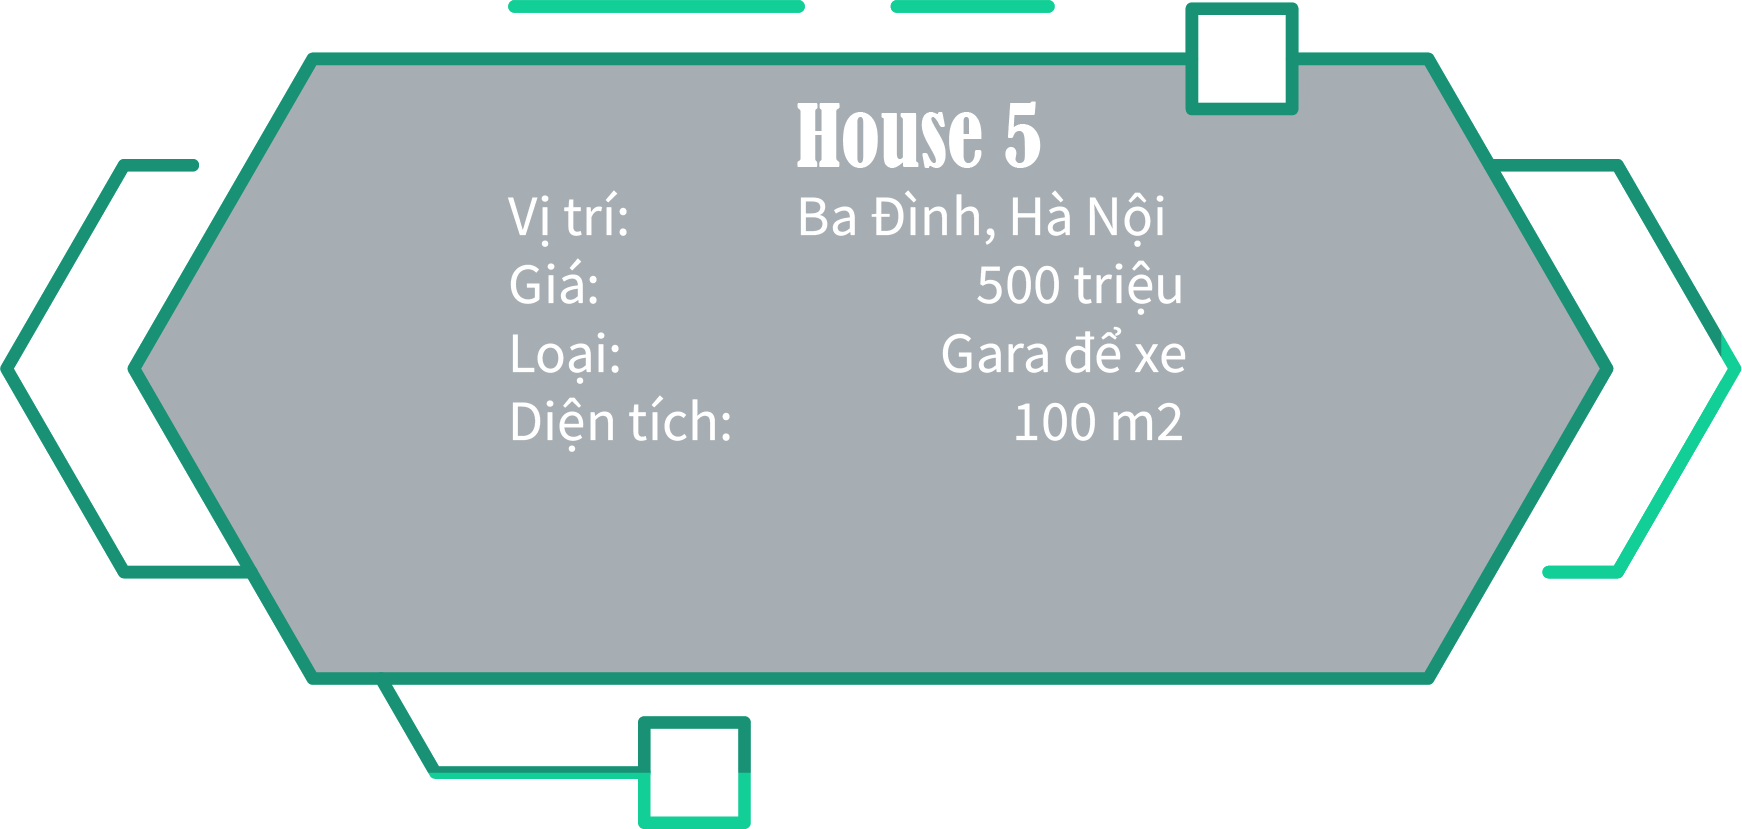 House 5
Vị trí: Ba Đình, Hà Nội
Giá: 500 triệu
Loại: Gara để xe
Diện tích: 100 m2